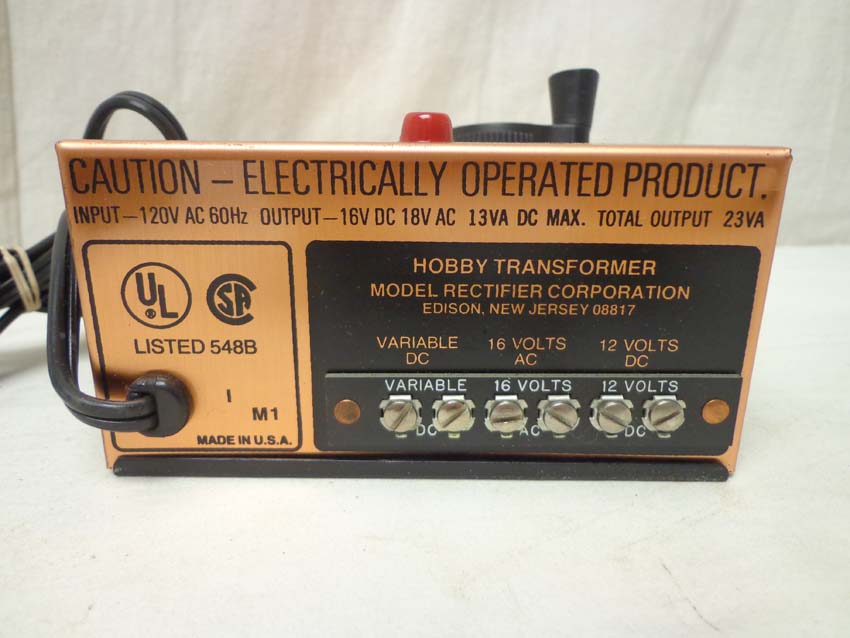 CAUTION – ELECTRICALLY OPERATED PRODUCT.
INPUT—120V AC 60Hz OUTPUT—16V DC 18V AC 13VA DC MAX. TOTAL OUTPUT 23VA
UL ®
SA
LISTED 548B
I
M1
MADE IN U.S.A.
HOBBY TRANSFORMER
MODEL RECTIFIER CORPORATION
EDISON, NEW JERSEY 08817
VARIABLE 16 VOLTS 12 VOLTS
DC AC DC
VARIABLE 16 VOLTS 12 VOLTS
DC AC DC